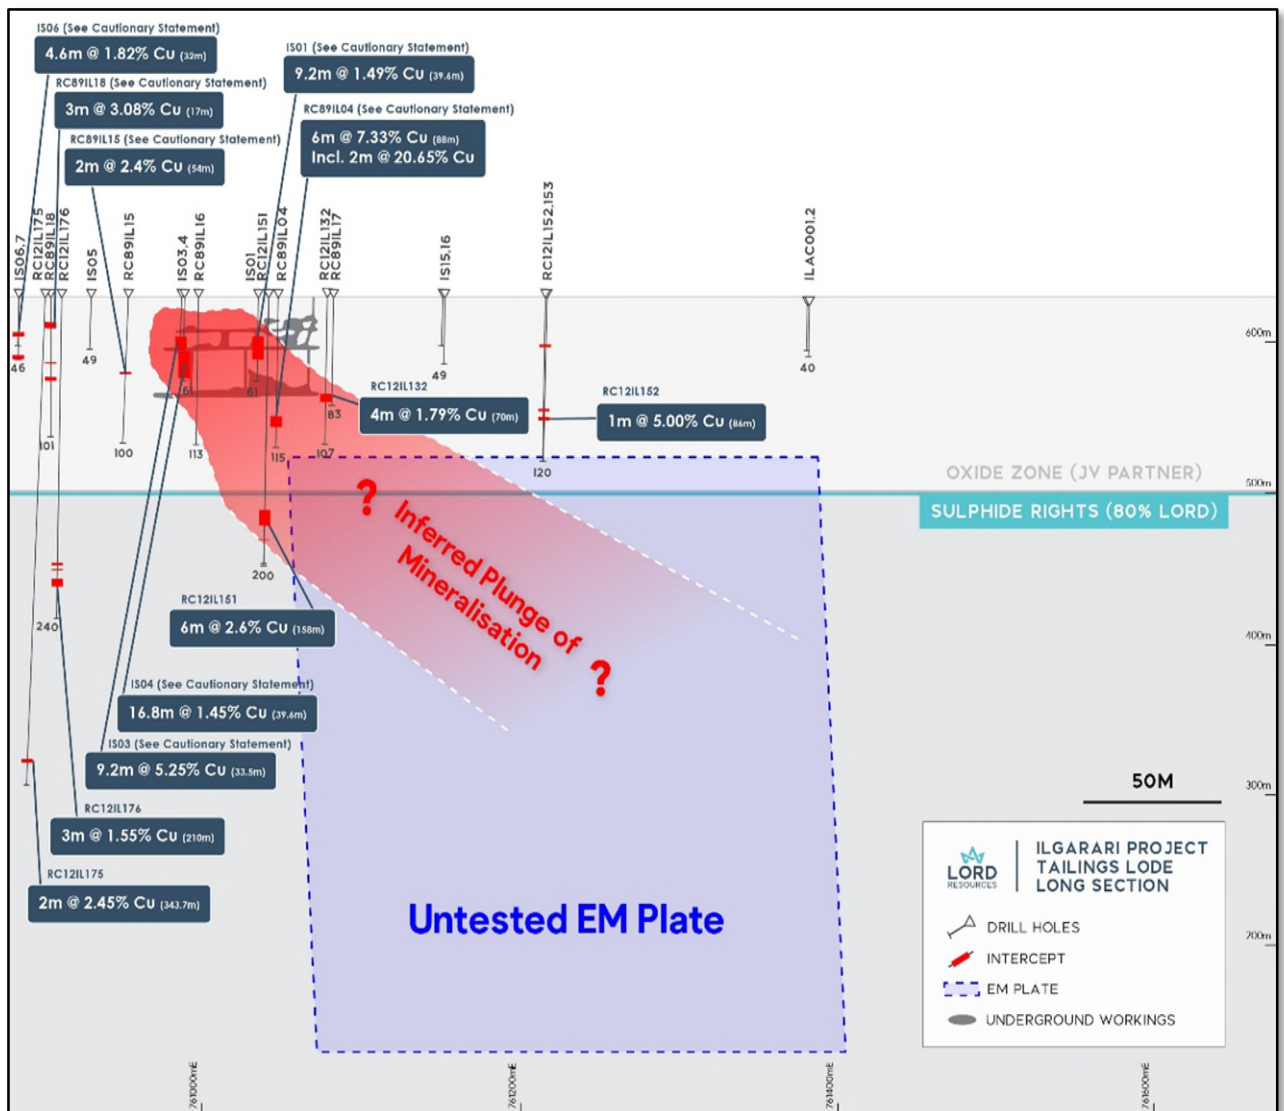 IS06 (See Cautionary Statement)
4.6m @ 1.82% Cu (32m)
RC89IL18 (See Cautionary Statement)
3m @ 3.08% Cu (17m)
RC89IL15 (See Cautionary Statement)
2m @ 2.4% Cu (54m)
IS01 (See Cautionary Statement)
9.2m @ 1.49% Cu (39.6m)
RC89IL04 (See Cautionary Statement)
6m @ 7.33% Cu (88m)
Incl. 2m @ 20.65% Cu
IS06,7
RC12IL175
RC89IL18
RC12IL176
IS05
RC89IL15
IS03,4
RC89IL16
IS01
RC12IL151
RC89IL04
RC12IL132
RC89IL17
IS15,16
RC12IL152,153
ILAC001,2
600m
46
49
61
61
49
40
RC12IL132
4m @ 1.79% Cu (70m)
83
RC12IL152
1m @ 5.00% Cu (86m)
101
100
113
115
107
120
OXIDE ZONE (JV PARTNER)
500m
SULPHIDE RIGHTS (80% LORD)
?
Inferred Plunge of
Mineralisation
?
200
240
RC12IL151
6m @ 2.6% Cu (158m)
400m
IS04 (See Cautionary Statement)
16.8m @ 1.45% Cu (39.6m)
IS03 (See Cautionary Statement)
9.2m @ 5.25% Cu (33.5m)
RC12IL176
3m @ 1.55% Cu (210m)
RC12IL175
2m @ 2.45% Cu (343.7m)
50M
300m
LORD
RESOURCES
ILGARARI PROJECT
TAILINGS LODE
LONG SECTION
DRILL HOLES
INTERCEPT
EM PLATE
UNDERGROUND WORKINGS
Untested EM Plate
200m
761000mE
761200mE
761400mE
761600mE